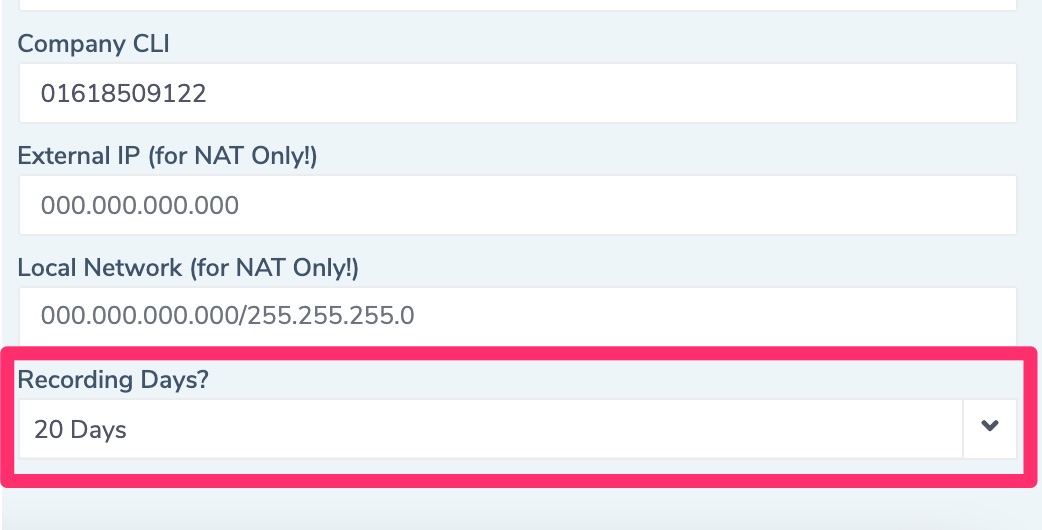 Company CLI
01618509122
External IP (for NAT Only!)
000.000.000.000
Local Network (for NAT Only!)
000.000.000.000/255.255.255.0
Recording Days?
20 Days